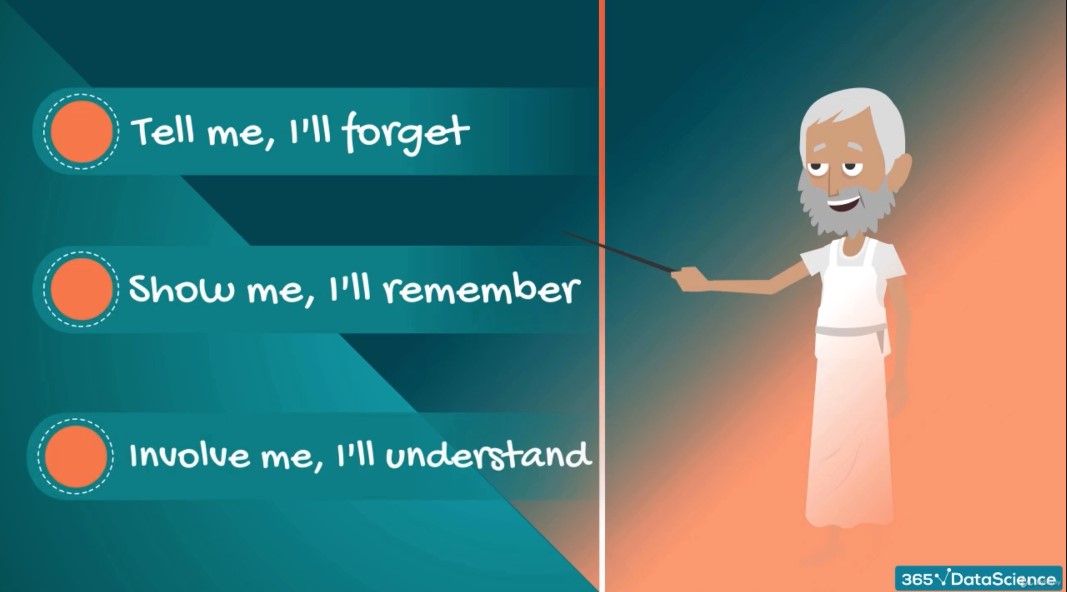 Tell me, I'll forget
Show me, I'll remember
Involve me, I'll understand
365 DataScience